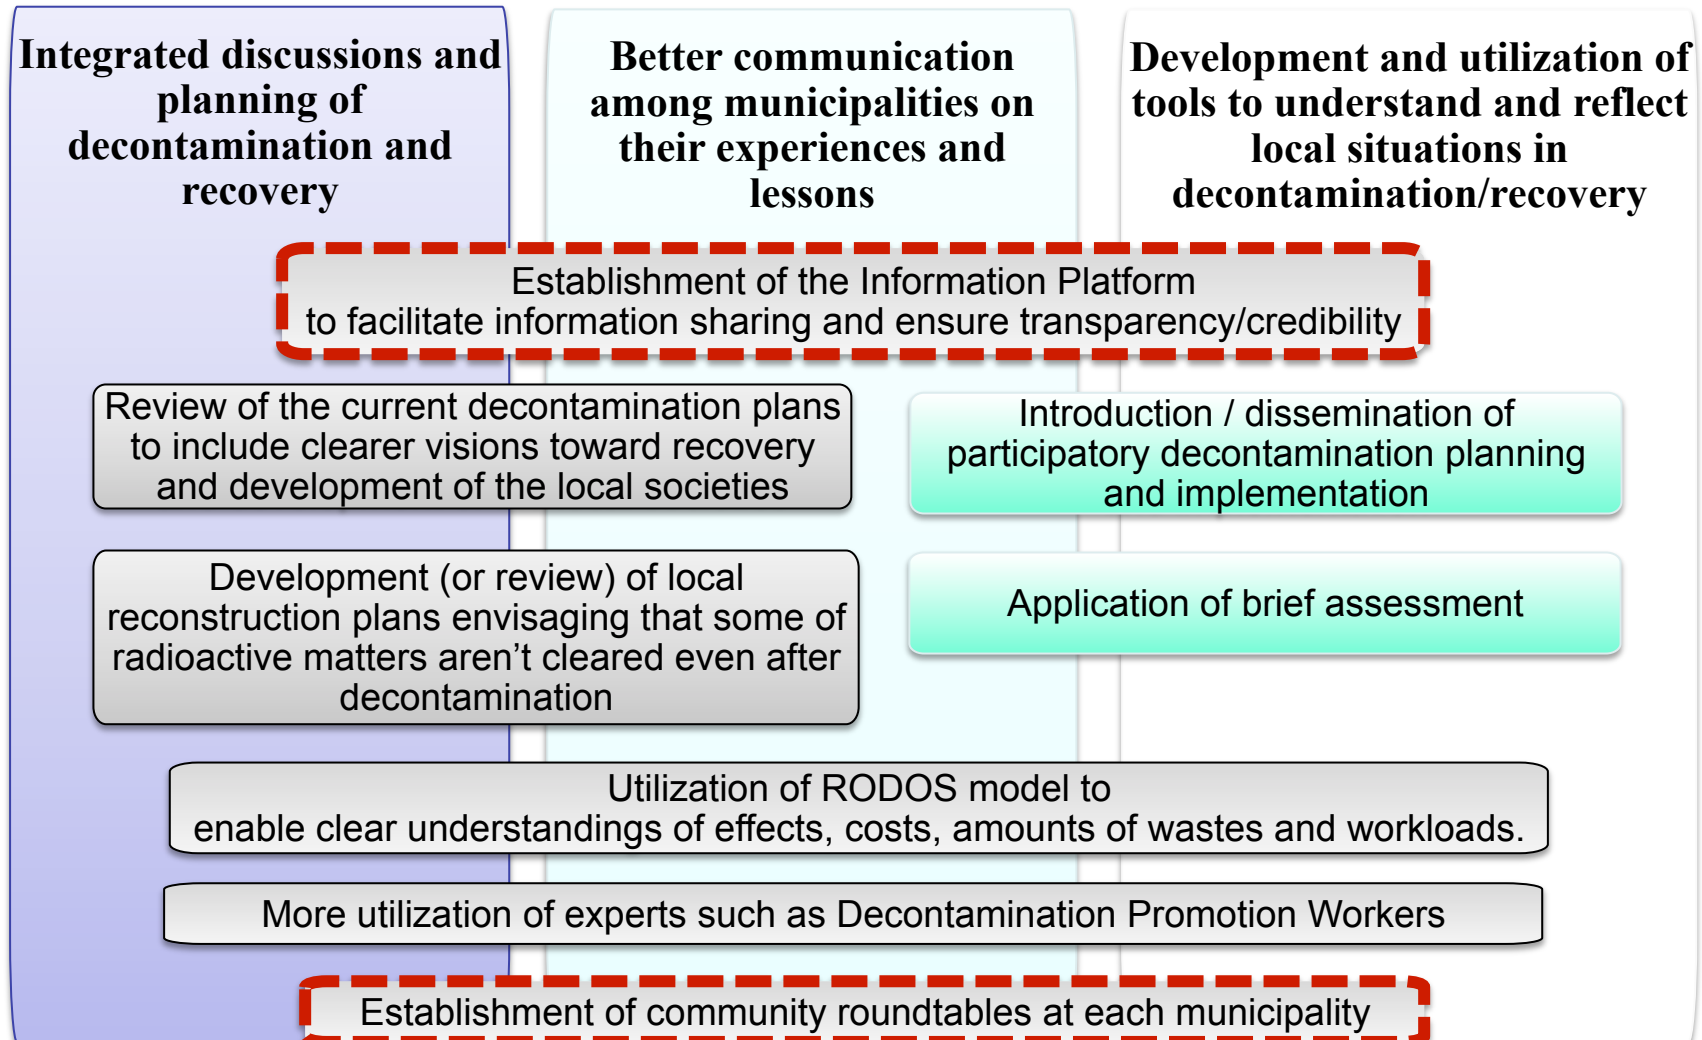 Integrated discussions and
planning of
decontamination and
recovery
Better communication
among municipalities on
their experiences and
lessons
Development and utilization of
tools to understand and reflect
local situations in
decontamination/recovery
Establishment of the Information Platform
to facilitate information sharing and ensure transparency/credibility
Review of the current decontamination plans
to include clearer visions toward recovery
and development of the local societies
Introduction / dissemination of
participatory decontamination planning
and implementation
Development (or review) of local
reconstruction plans envisaging that some of
radioactive matters aren’t cleared even after
decontamination
Application of brief assessment
Utilization of RODOS model to
enable clear understandings of effects, costs, amounts of wastes and workloads.
More utilization of experts such as Decontamination Promotion Workers
Establishment of community roundtables at each municipality